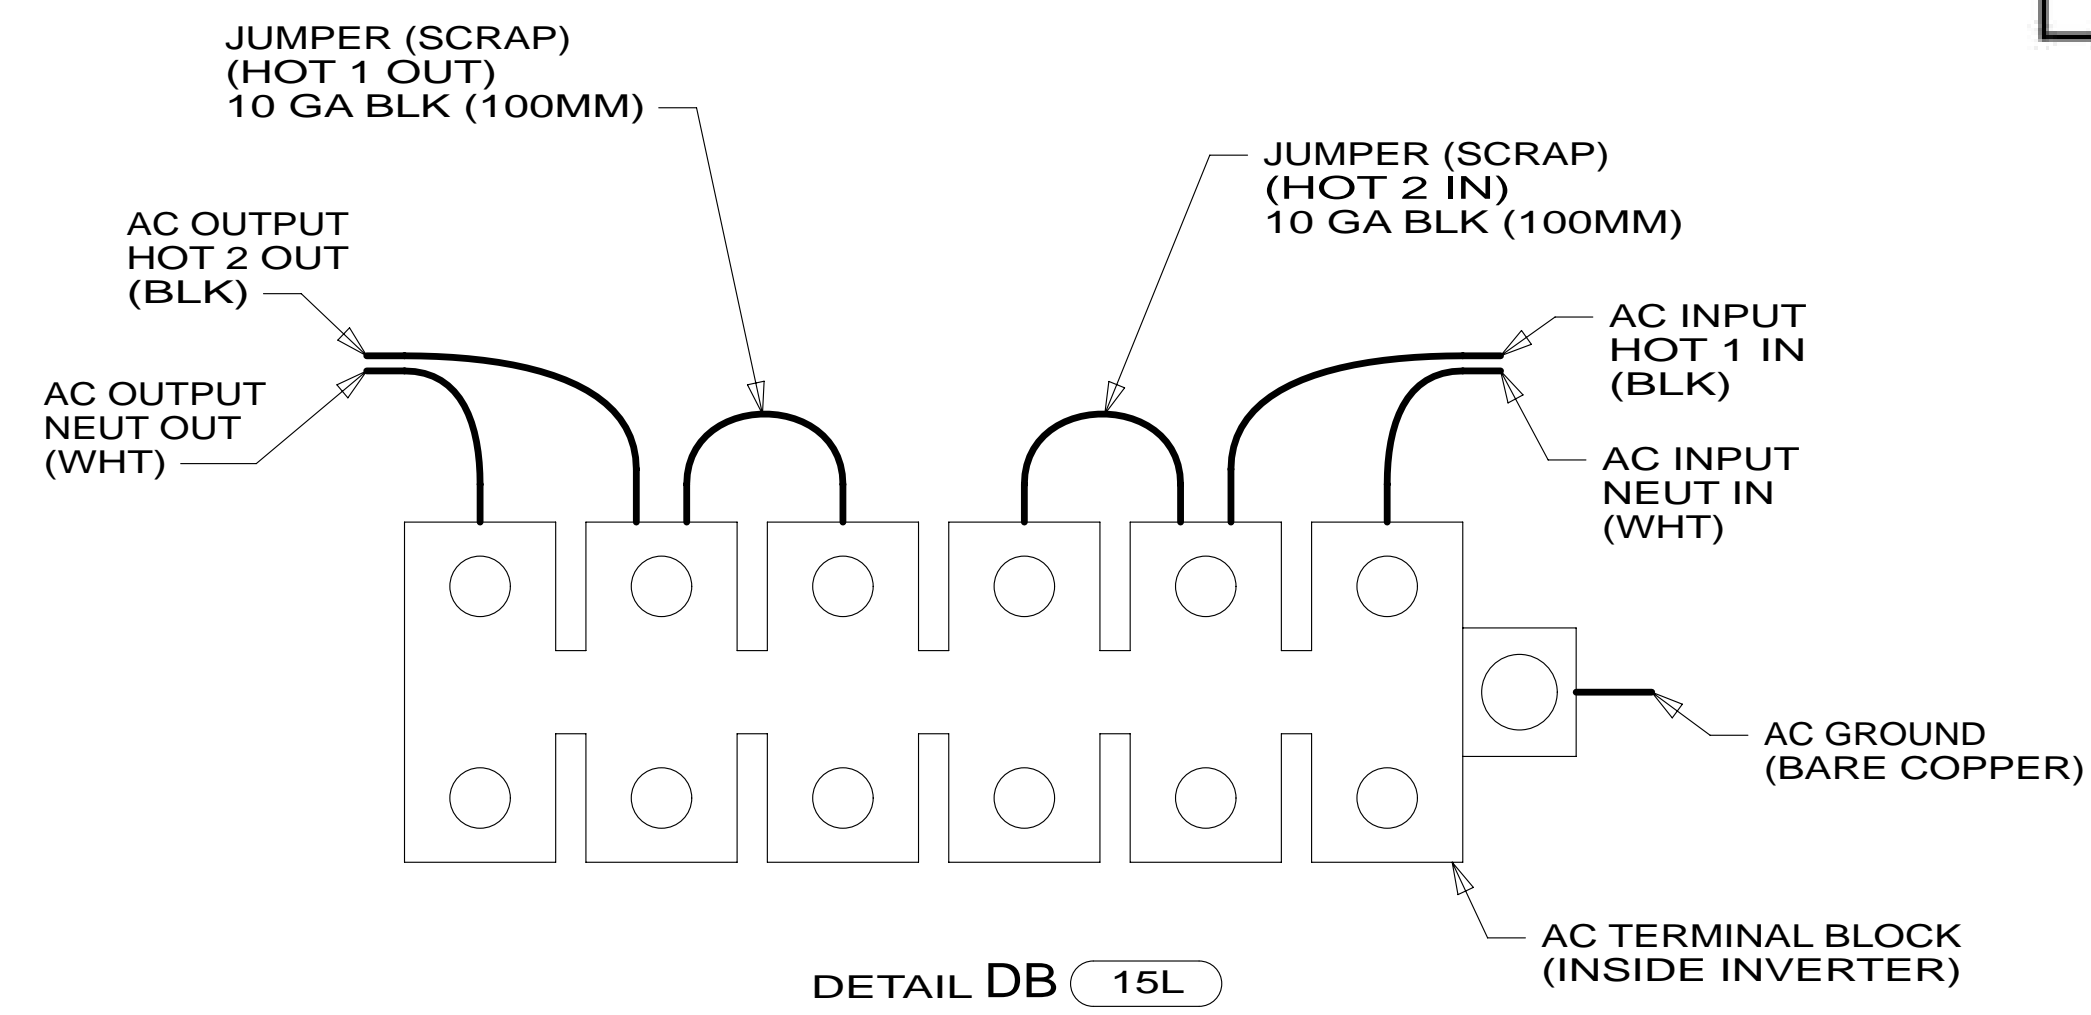 JUMPER (SCRAP)
(HOT 1 OUT)
10 GA BLK (100MM)
JUMPER (SCRAP)
(HOT 2 IN)
10 GA BLK (100MM)
AC OUTPUT
HOT 2 OUT
(BLK)
AC INPUT
HOT 1 IN
(BLK)
AC OUTPUT
NEUT OUT
(WHT)
AC INPUT
NEUT IN
(WHT)
AC GROUND
(BARE COPPER)
AC TERMINAL BLOCK
(INSIDE INVERTER)
DETAIL DB 15L